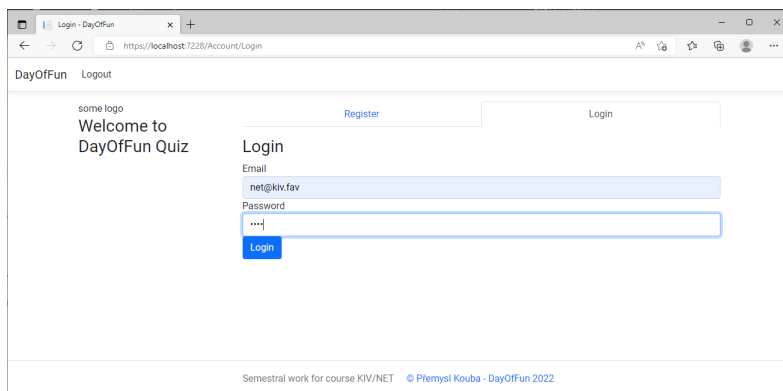 Login - DayOfFun
https://localhost:7228/Account/Login
DayOfFun Logout
some logo
Welcome to
DayOfFun Quiz
Register Login
Login
Email
net@kiv.fav
Password
••••
Login
Semestral work for course KIV/NET © Přemysl Kouba - DayOfFun 2022